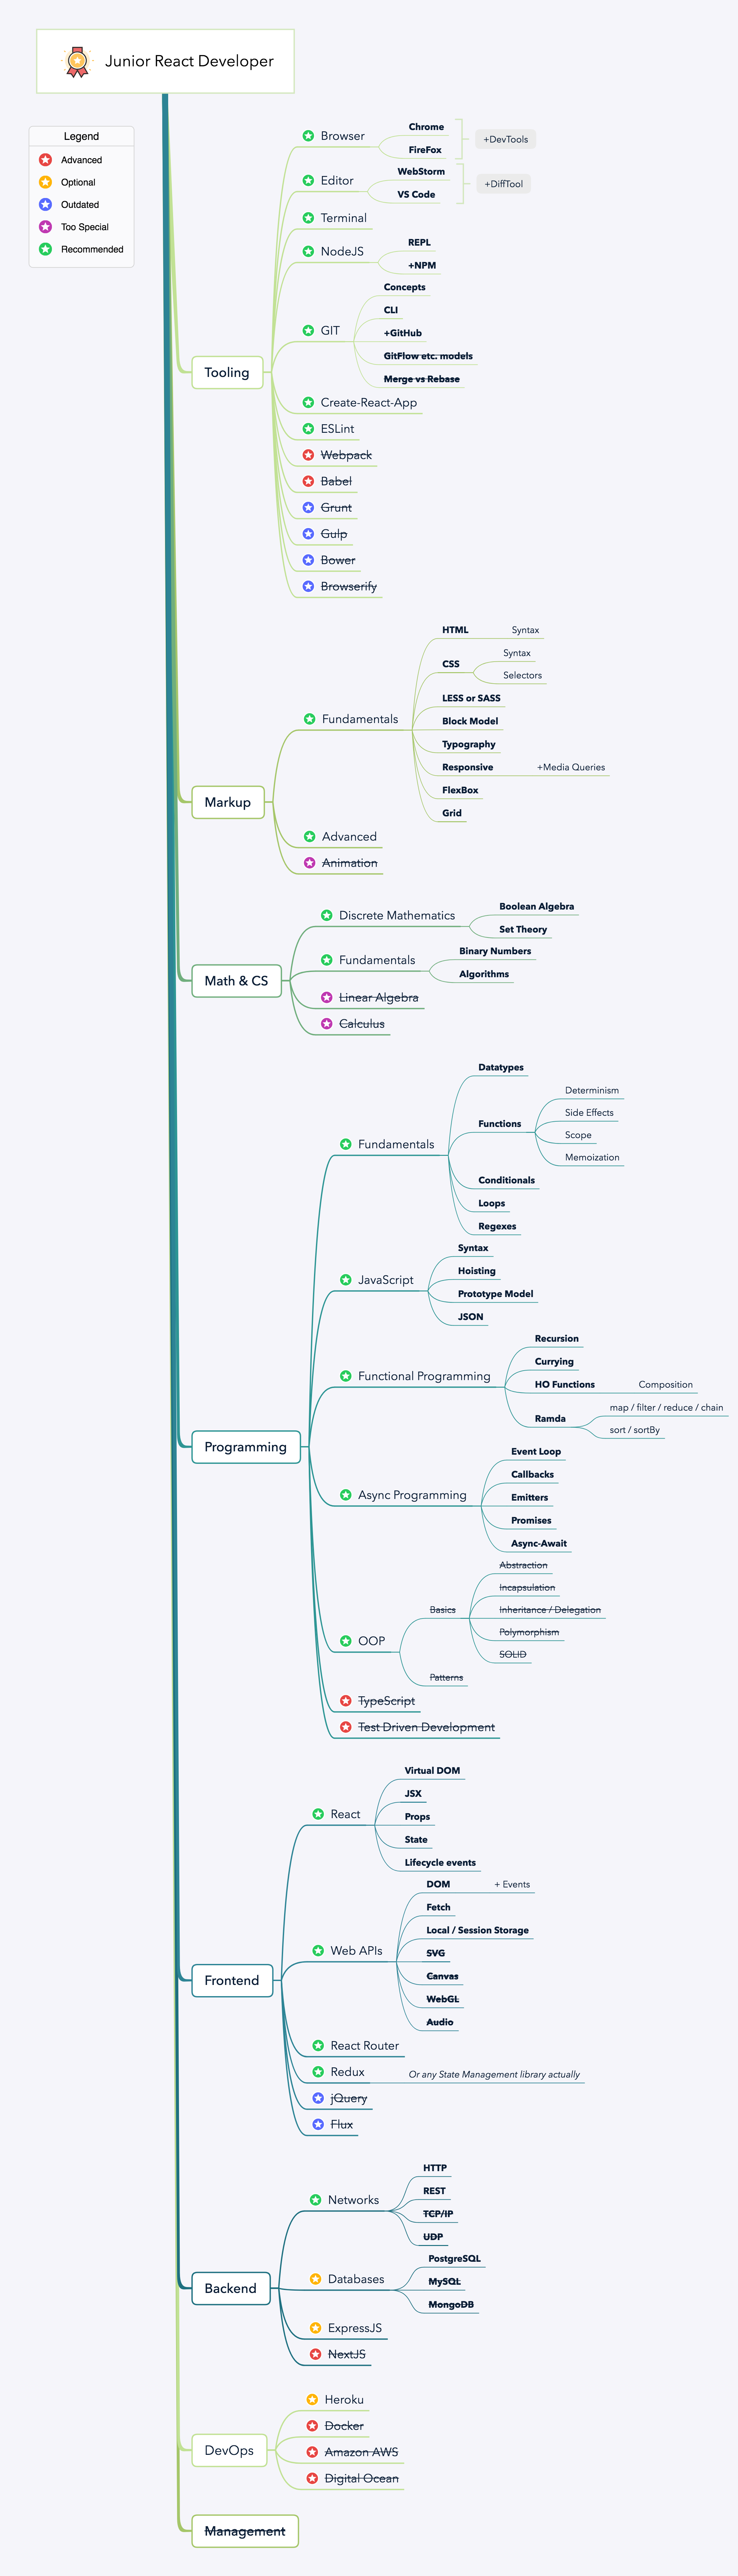 Junior React Developer
Legend
Advanced
Optional
Outdated
Too Special
Recommended
Tooling
Browser
Chrome
FireFox
+DevTools
Editor
WebStorm
VS Code
+DiffTool
Terminal
NodeJS
REPL
+NPM
GIT
Concepts
CLI
+GitHub
GitFlow etc. models
Merge vs Rebase
Create-React-App
ESLint
Webpack
Babel
Grunt
Gulp
Bower
Browserify
Markup
Fundamentals
HTML
Syntax
CSS
Syntax
Selectors
LESS or SASS
Block Model
Typography
Responsive
+Media Queries
FlexBox
Grid
Advanced
Animation
Math & CS
Discrete Mathematics
Boolean Algebra
Set Theory
Fundamentals
Binary Numbers
Algorithms
Linear Algebra
Calculus
Programming
Fundamentals
Datatypes
Functions
Determinism
Side Effects
Scope
Memoization
Conditionals
Loops
Regexes
JavaScript
Syntax
Hoisting
Prototype Model
JSON
Functional Programming
Recursion
Currying
HO Functions
Composition
Ramda
map / filter / reduce / chain
sort / sortBy
Async Programming
Event Loop
Callbacks
Emitters
Promises
Async-Await
OOP
Basics
Abstraction
Incapsulation
Inheritance / Delegation
Polymorphism
SOLID
Patterns
TypeScript
Test Driven Development
Frontend
React
Virtual DOM
JSX
Props
State
Lifecycle events
Web APIs
DOM
+ Events
Fetch
Local / Session Storage
SVG
Canvas
WebGL
Audio
React Router
Redux
Or any State Management library actually
jQuery
Flux
Backend
Networks
HTTP
REST
TCP/IP
UDP
Databases
PostgreSQL
MySQL
MongoDB
ExpressJS
NextJS
DevOps
Heroku
Docker
Amazon AWS
Digital Ocean
Management